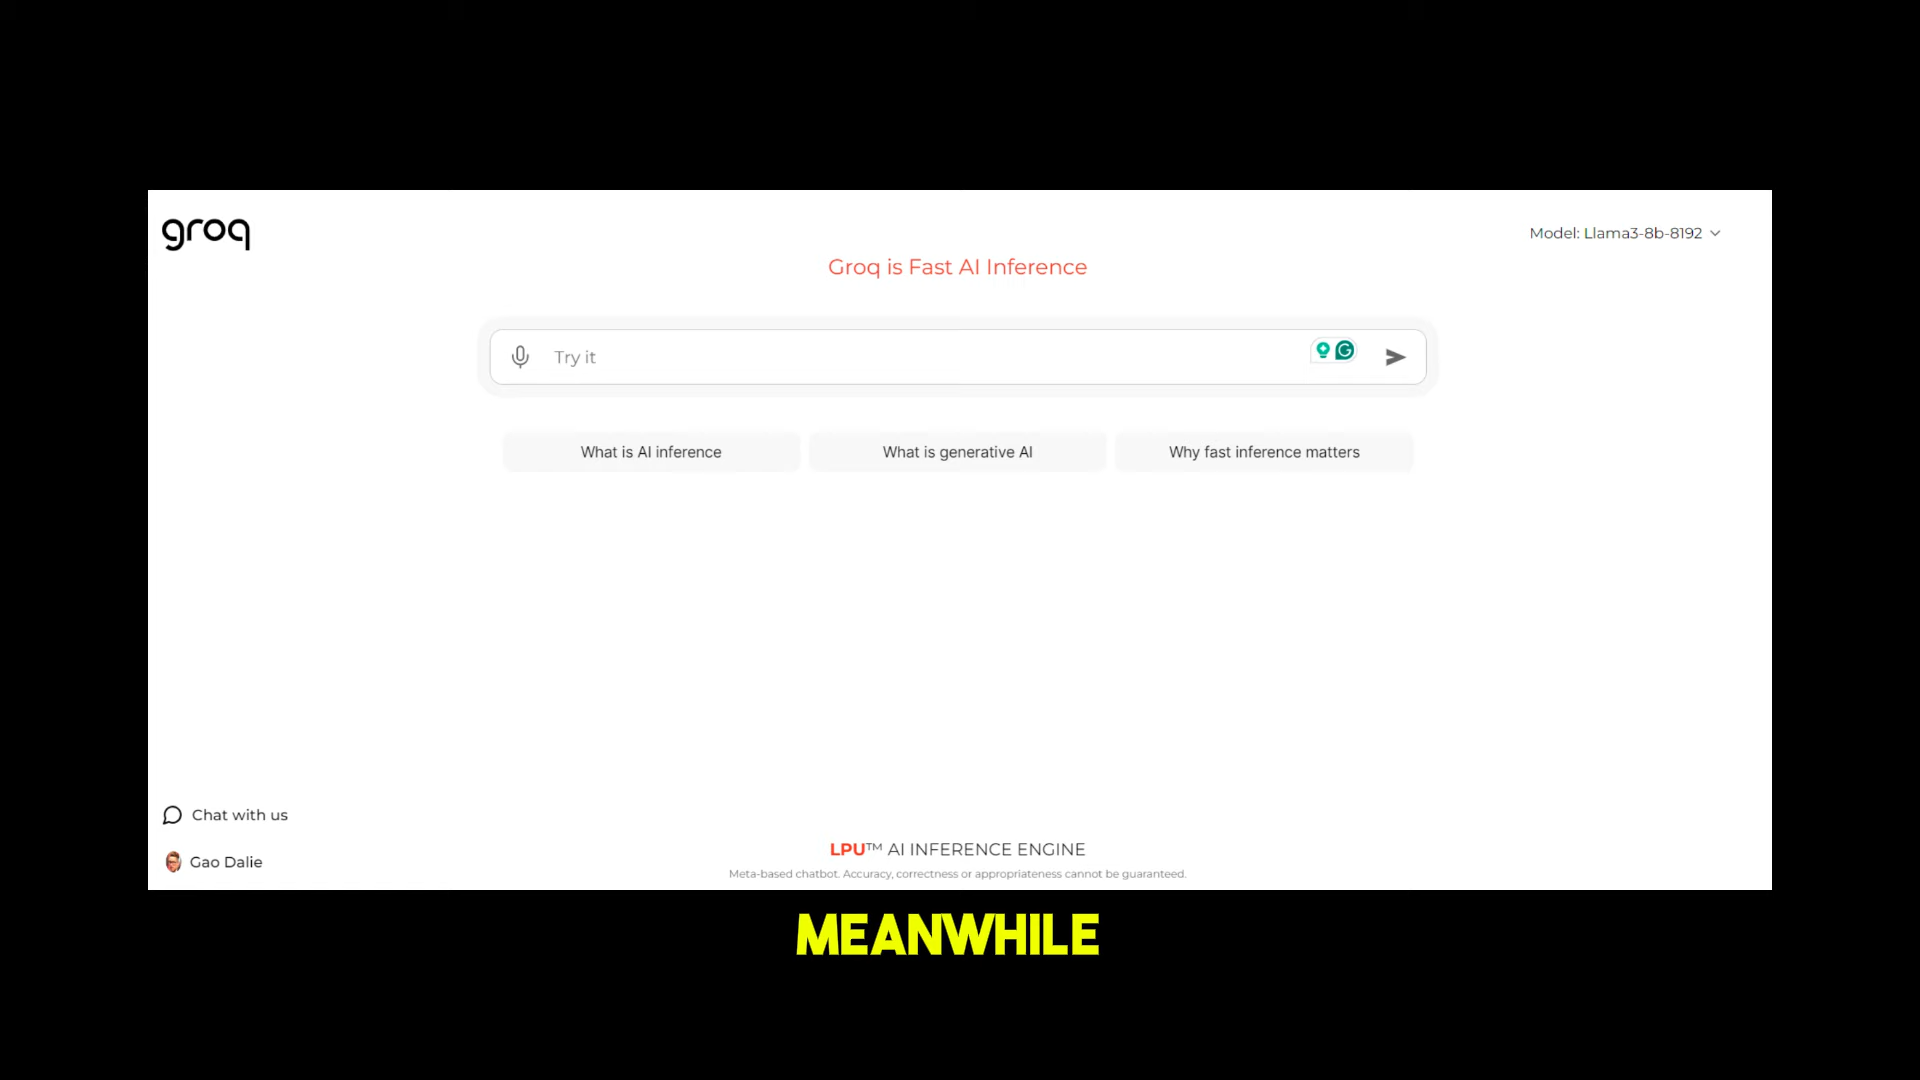 groq
Model: Llama3-8b-8192
Groq is Fast AI Inference
Try it
What is AI inference
What is generative AI
Why fast inference matters
Chat with us
Gao Dalie
LPU™ AI INFERENCE ENGINE
Meta-based chatbot. Accuracy, correctness or appropriateness cannot be guaranteed.
MEANWHILE